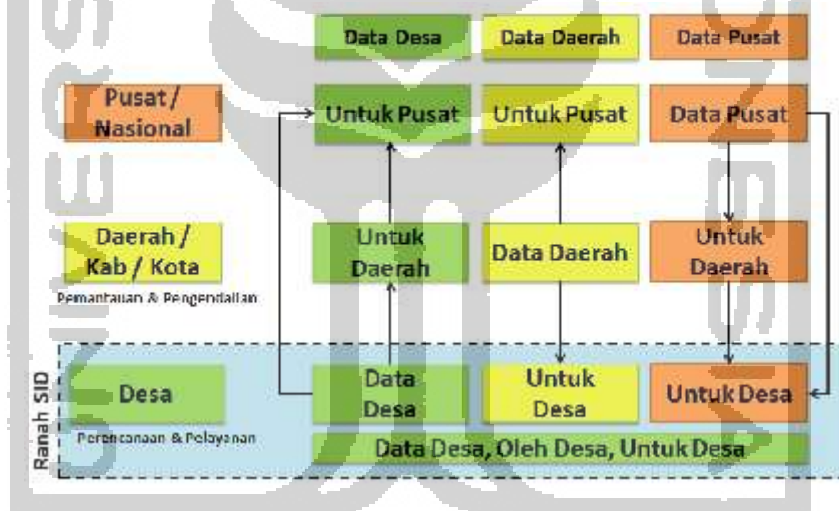 Data Desa
Data Daerah
Data Pusat
Pusat /
Nasional
Untuk Pusat
Untuk Pusat
Data Pusat
Daerah /
Kab / Kota
Pemantauan & Pengendalian
Untuk
Daerah
Data Daerah
Untuk
Daerah
Ranah SID
Desa
Perencanaan & Pelayanan
Data
Desa
Untuk
Desa
Untuk Desa
Data Desa, Oleh Desa, Untuk Desa